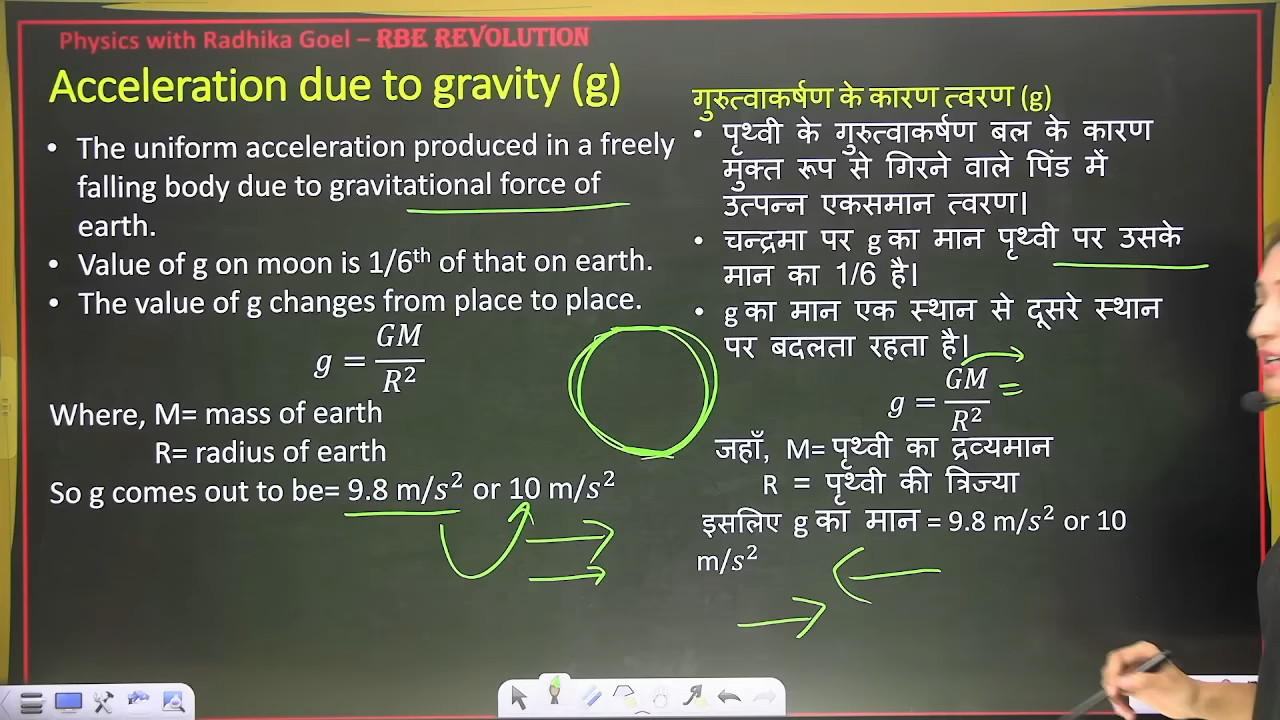 Physics with Radhika Goel – RBE REVOLUTION
Acceleration due to gravity (g)
• The uniform acceleration produced in a freely
falling body due to gravitational force of
earth.
• Value of g on moon is 1/6th of that on earth.
• The value of g changes from place to place.
g = GM/R²
Where, M= mass of earth
R= radius of earth
So g comes out to be= 9.8 m/s² or 10 m/s²
गुरुत्वाकर्षण के कारण त्वरण (g)
• पृथ्वी के गुरुत्वाकर्षण बल के कारण
मुक्त रूप से गिरने वाले पिंड में
उत्पन्न एकसमान त्वरण।
• चन्द्रमा पर g का मान पृथ्वी पर उसके
मान का 1/6 है।
• g का मान एक स्थान से दूसरे स्थान
पर बदलता रहता है।
g = GM/R² =
जहाँ, M= पृथ्वी का द्रव्यमान
R = पृथ्वी की त्रिज्या
इसलिए g का मान = 9.8 m/s² or 10
m/s²